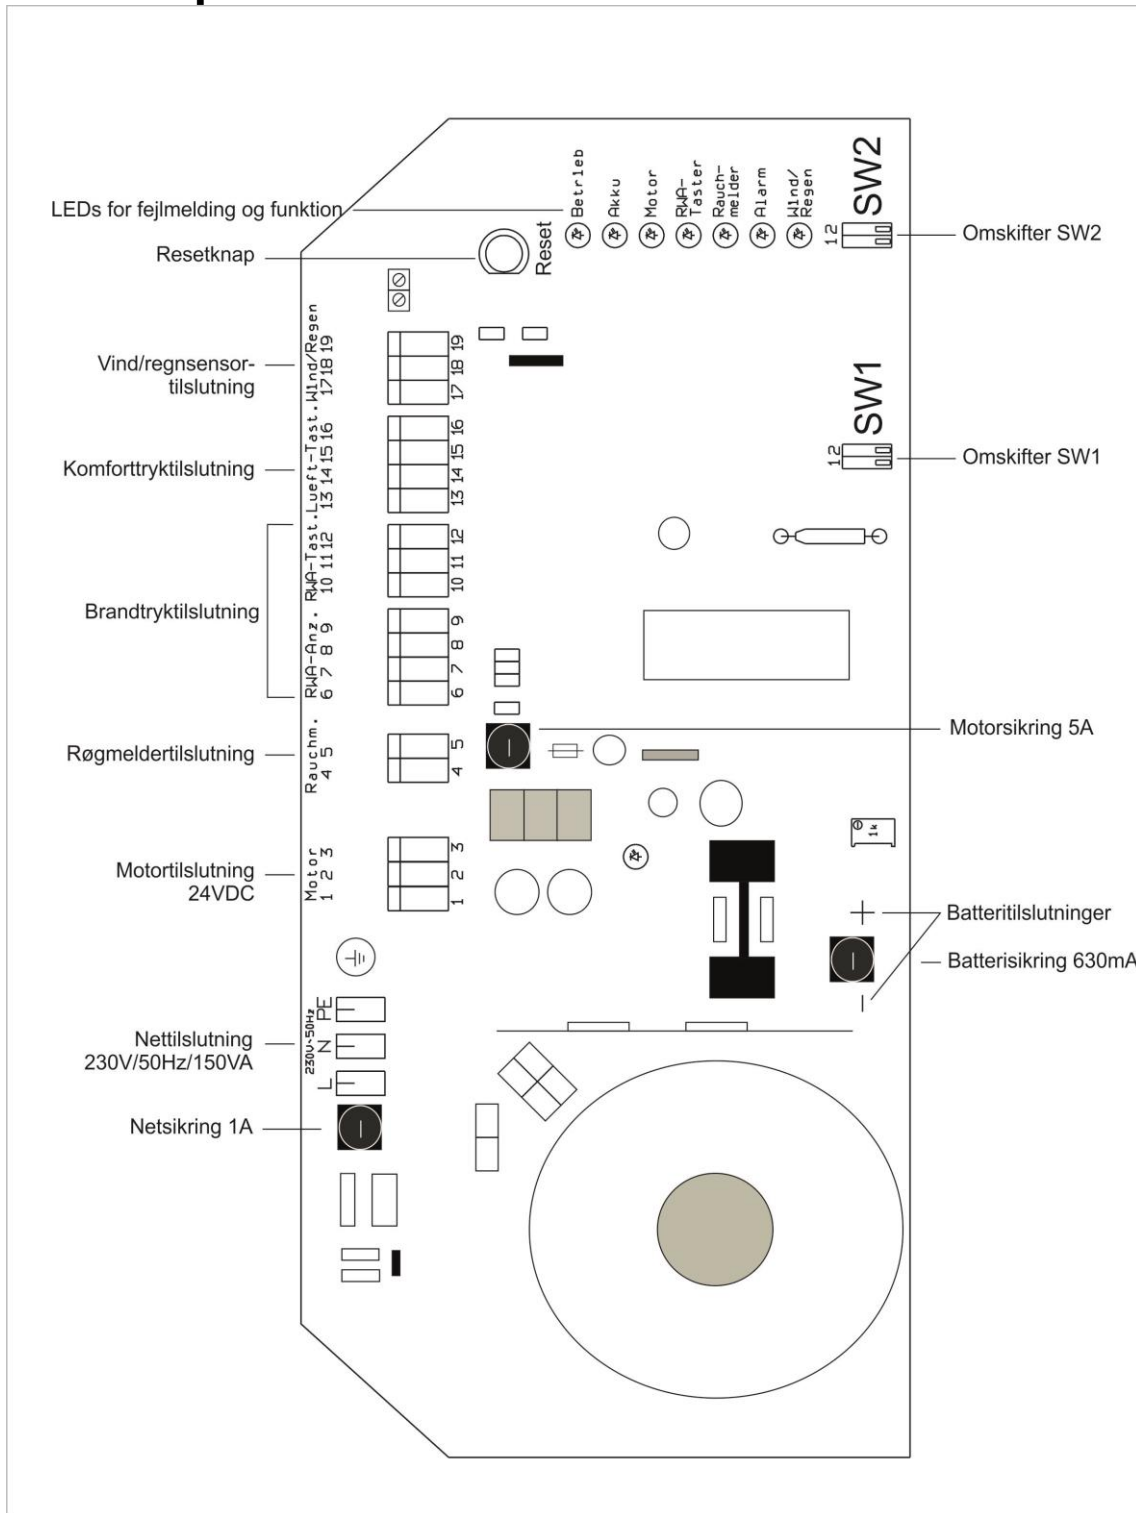 LEDs for fejlmelding og funktion
Resetknap
Vind/regnsensor-
tilslutning
Komforttryktilslutning
Brandtryktilslutning
Røgmeldertilslutning
Motortilslutning
24VDC
Nettilslutning
230V/50Hz/150VA
Netsikring 1A
Betrieb
Akku
Motor
RWA-
Taster
Rauch-
melder
Alarm
Wind/
Regen
Reset
SW2
1 2
SW1
1 2
Omskifter SW2
Omskifter SW1
Motorsikring 5A
Batteritilslutninger
Batterisikring 630mA
Wind/Regen
17 18 19
Lueft-Tast.
13 14 15 16
RWA-Tast.
10 11 12
RWA-Anz.
6 7 8 9
Rauchm.
4 5
Motor
1 2 3
19
18
17
16
15
14
13
12
11
10
9
8
7
6
5
4
3
2
1
1k
+
−
PE
N
L
230V~50Hz